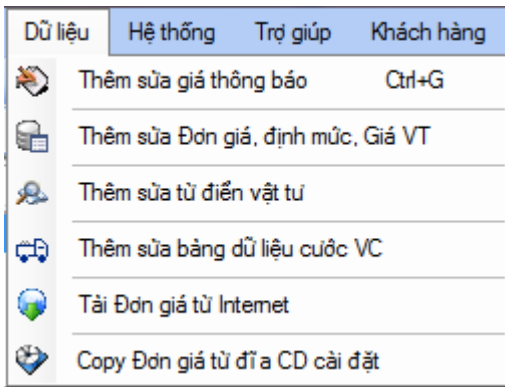 Dữ liệu Hệ thống Trợ giúp Khách hàng
Thêm sửa giá thông báo Ctrl+G
Thêm sửa Đơn giá, định mức, Giá VT
Thêm sửa từ điển vật tư
Thêm sửa bảng dữ liệu cước VC
Tải Đơn giá từ Internet
Copy Đơn giá từ đĩa CD cài đặt